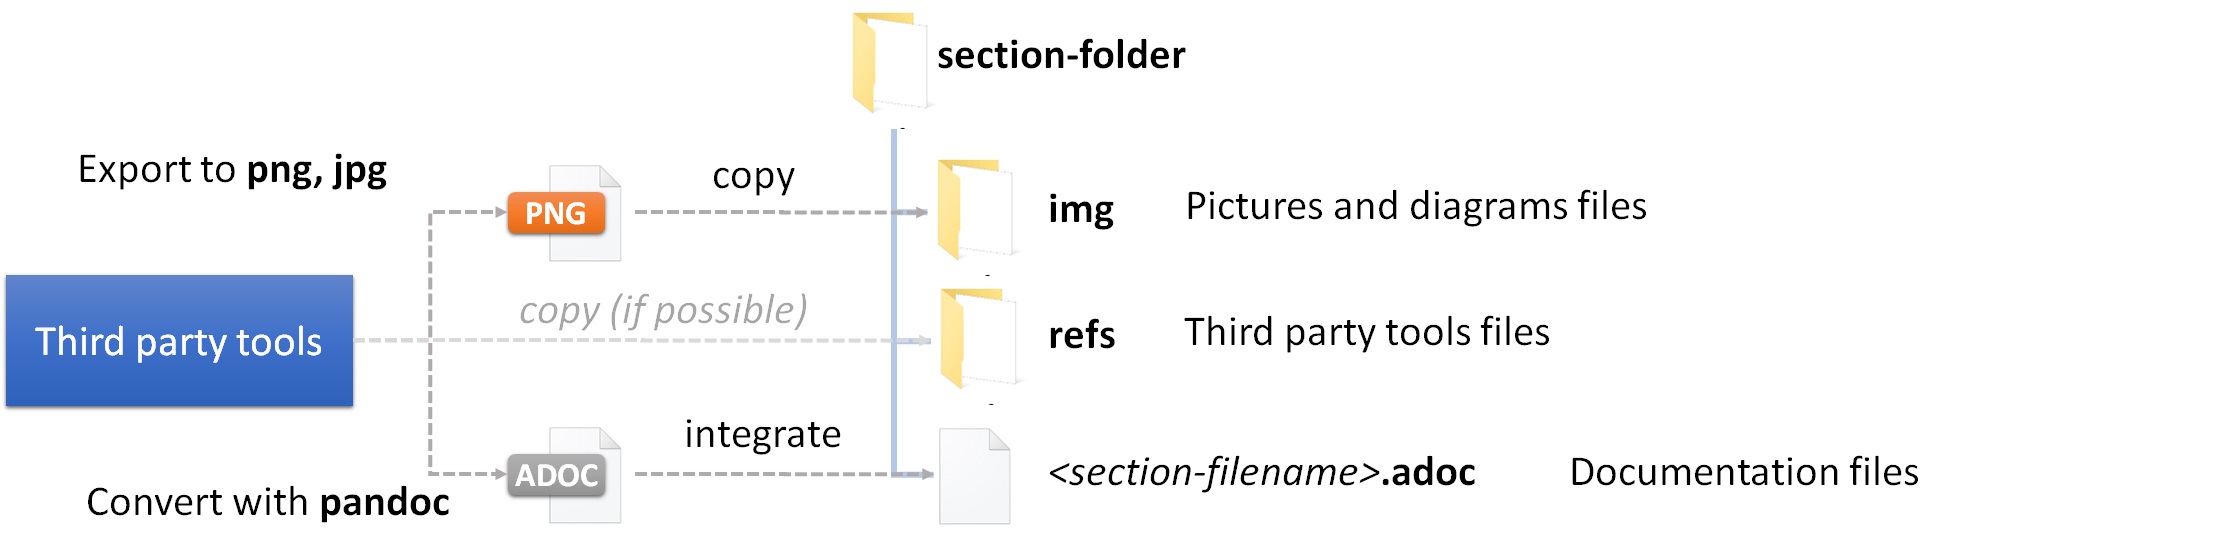 section-folder
Export to png, jpg
copy
PNG
img Pictures and diagrams files
copy (if possible)
Third party tools
refs Third party tools files
integrate
ADOC
<section-filename>.adoc Documentation files
Convert with pandoc